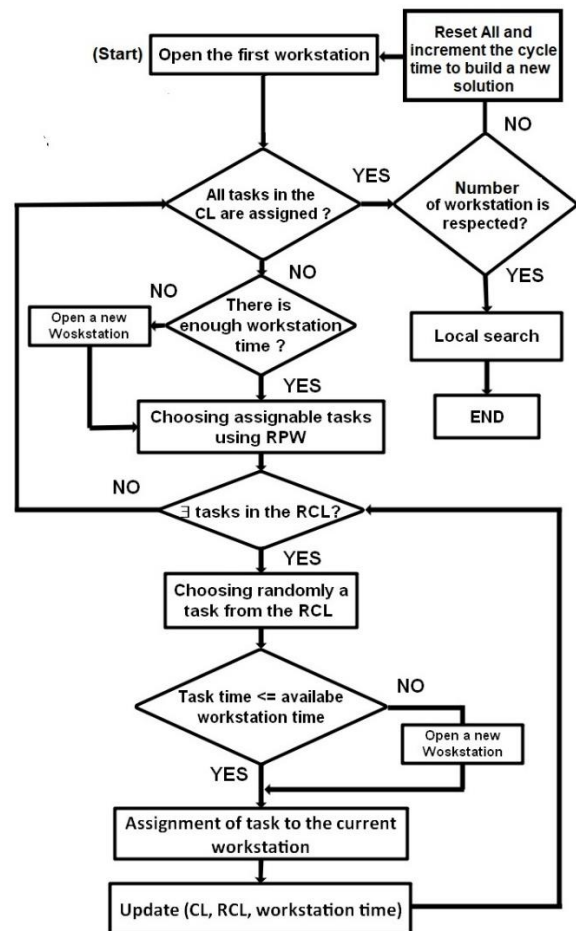 Reset All and
increment the cycle
time to build a new
solution
(Start)
Open the first workstation
NO
YES
All tasks in the
CL are assigned ?
Number
of workstation is
respected?
NO
YES
NO
There is
enough workstation
time ?
Open a new
Woskstation
Local search
YES
END
Choosing assignable tasks
using RPW
NO
∃ tasks in the RCL?
YES
Choosing randomly a
task from the RCL
NO
Task time <= availabe
workstation time
Open a new
Woskstation
YES
Assignment of task to the current
workstation
Update (CL, RCL, workstation time)